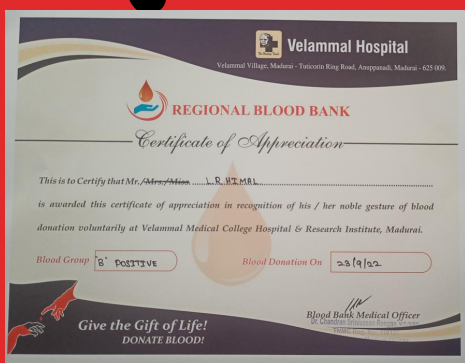 Velammal Hospital
Velammal Village, Madurai - Tuticorin Ring Road, Anuppanadi, Madurai - 625 009.
REGIONAL BLOOD BANK
Certificate of Appreciation
This is to Certify that Mr./Mrs./Miss. L.R.HIMAL
is awarded this certificate of appreciation in recognition of his / her noble gesture of blood
donation voluntarily at Velammal Medical College Hospital & Research Institute, Madurai.
Blood Group 'B' POSITIVE Blood Donation On 23/9/22
Blood Bank Medical Officer
Give the Gift of Life!
DONATE BLOOD!